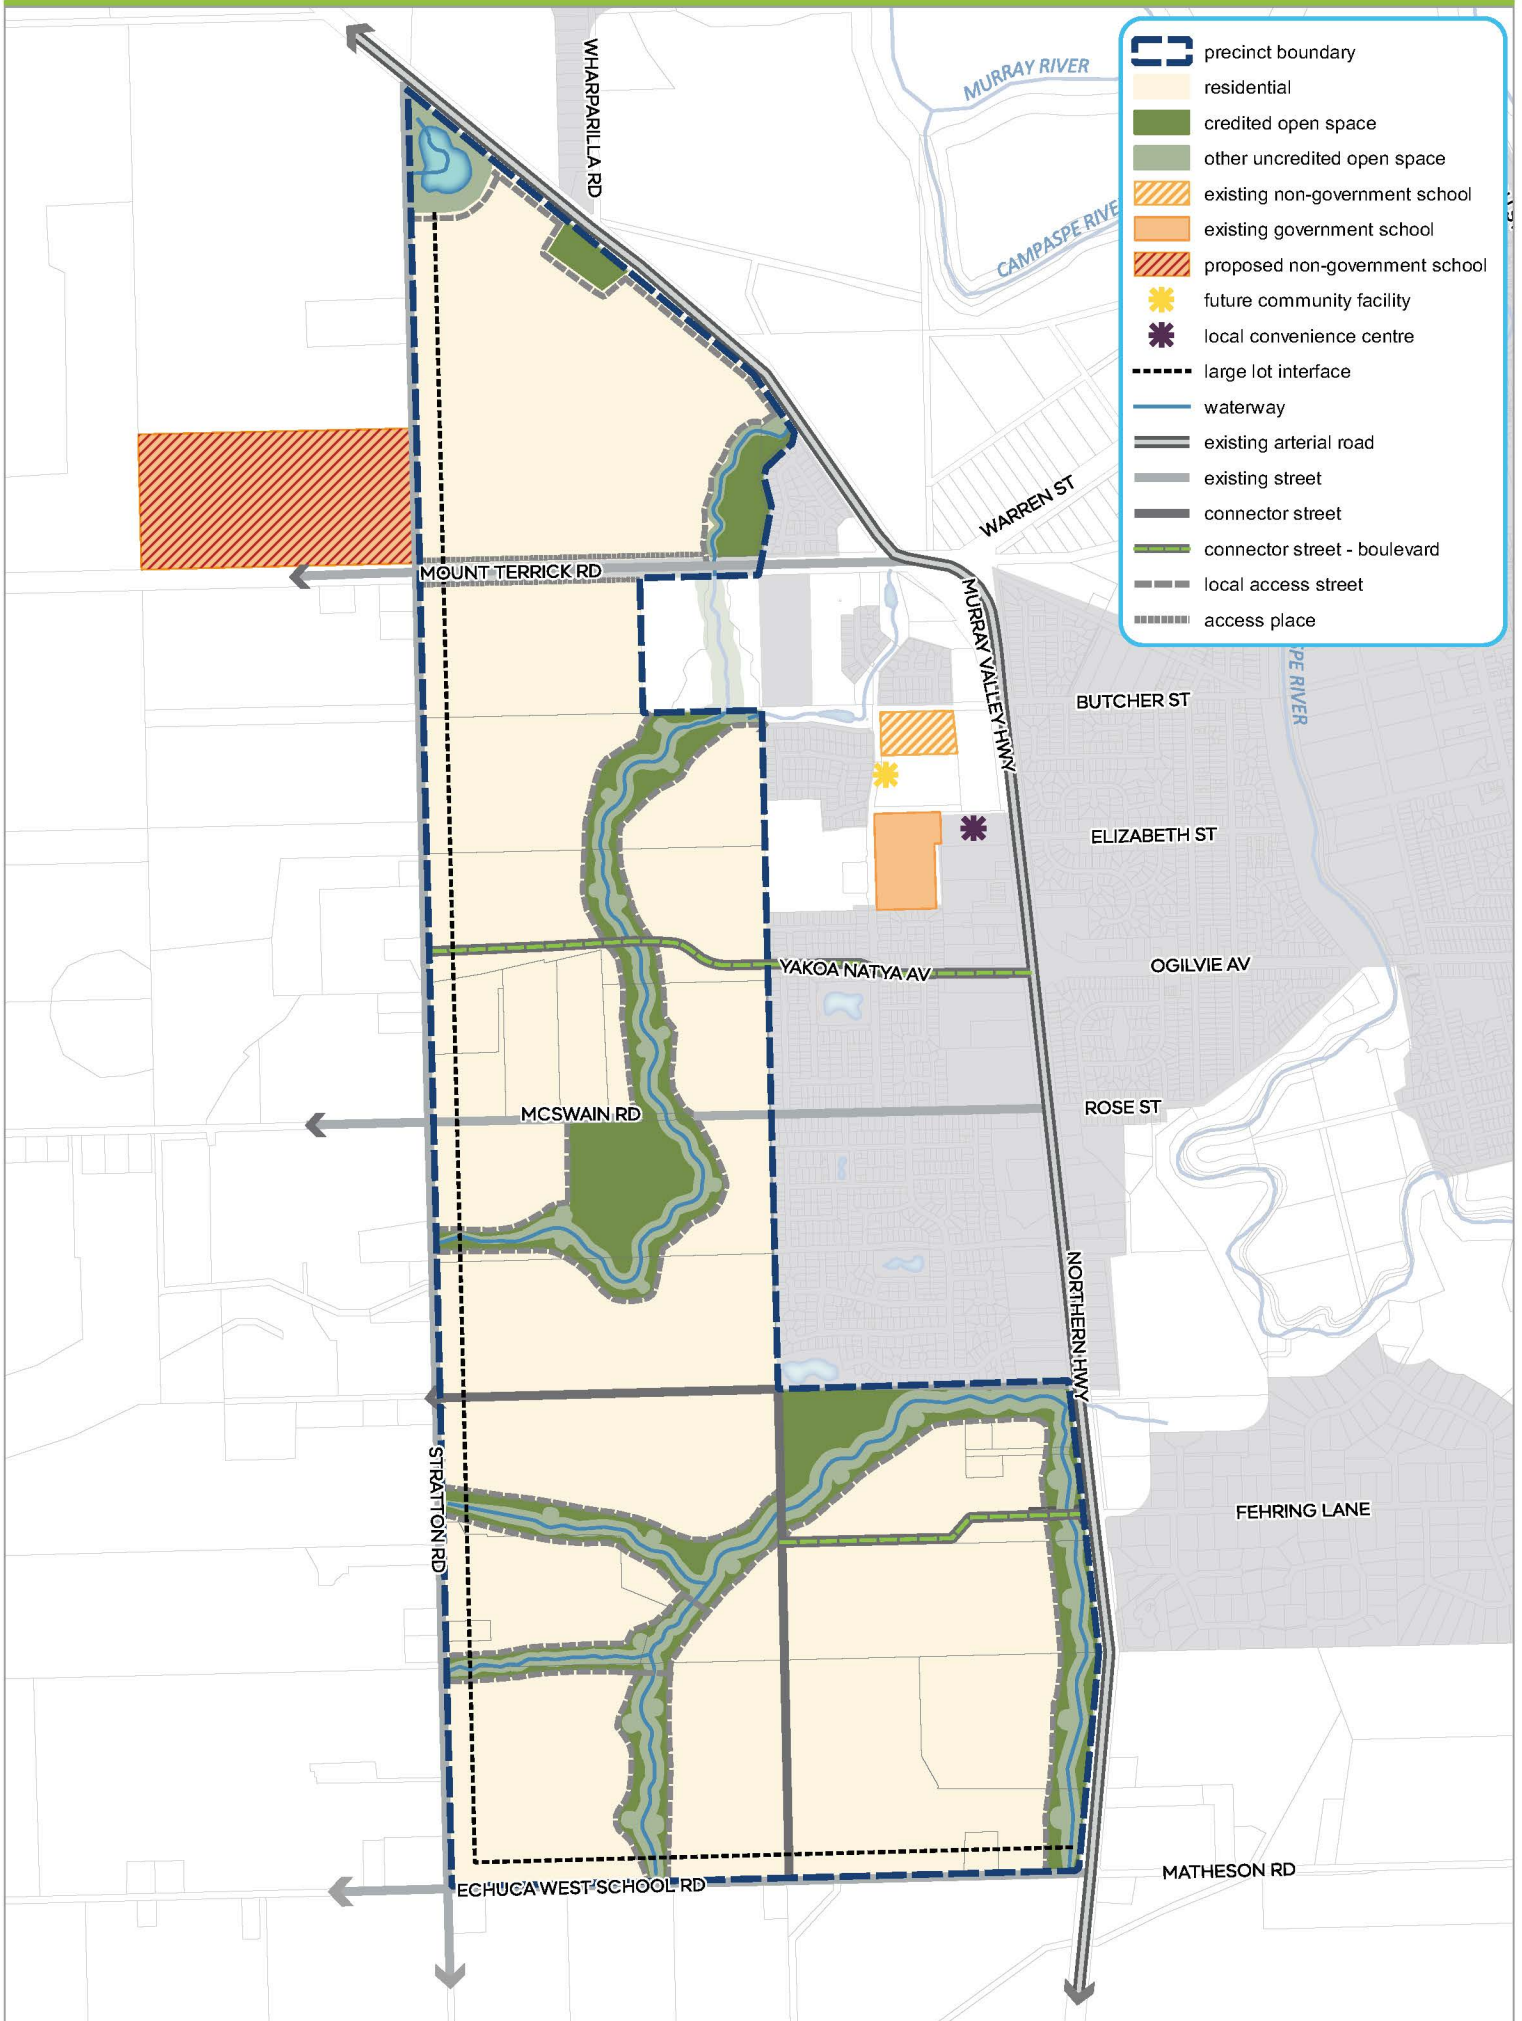 WHARPARILLA RD
MURRAY RIVER
precinct boundary
residential
credited open space
other uncredited open space
existing non-government school
existing government school
proposed non-government school
future community facility
local convenience centre
large lot interface
waterway
existing arterial road
existing street
connector street
connector street - boulevard
local access street
access place
WARREN ST
MOUNT TERRICK RD
MURRAY VALLEY HWY
BUTCHER ST
ELIZABETH ST
YAKOA NATYA AV
OGILVIE AV
MCSWAIN RD
ROSE ST
NORTHERN HWY
STRATTON RD
FEHRING LANE
ECHUCA WEST SCHOOL RD
MATHESON RD
CAMPASPE RIVE
SPE RIVER